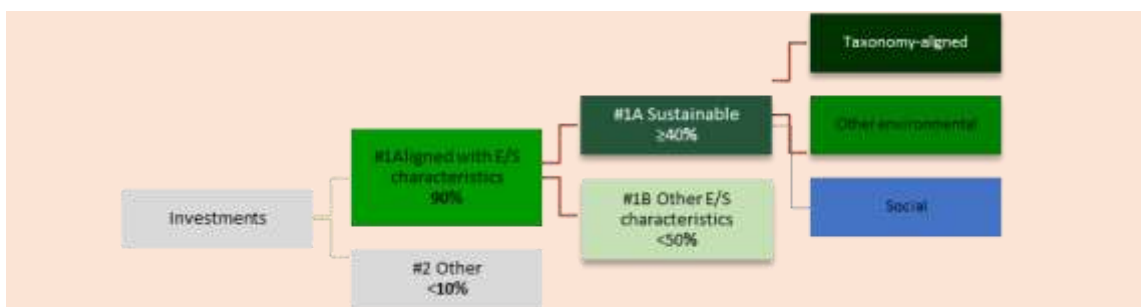 Investments
#1Aligned with E/S
characteristics
90%
#2 Other
<10%
#1A Sustainable
≥40%
#1B Other E/S
characteristics
<50%
Taxonomy-aligned
Other environmental
Social